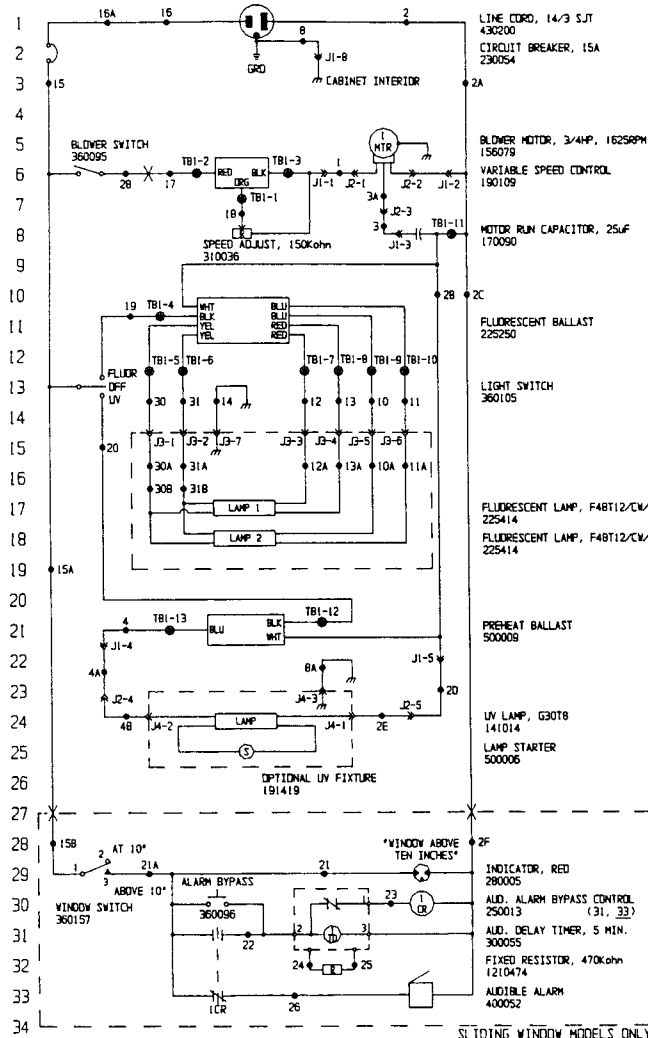 1 16A 16 2 LINE CORD, 14/3 SJT
430200
8
2 J1-8 CIRCUIT BREAKER, 15A
230054
GRD
3 15 CABINET INTERIOR 2A
4
5 BLOWER SWITCH 1 MTR BLOWER MOTOR, 3/4HP, 1625RPM
360095 156079
TB1-2 TB1-3
6 28 17 RED BLK J1-1 1 J2-1 J2-2 J1-2 VARIABLE SPEED CONTROL
ORG 190109
TB1-1
7 18 3A J2-3
TB1-11
8 R 3 J1-3 MOTOR RUN CAPACITOR, 25uF
SPEED ADJUST, 150Kohm 170090
310036
9
10 2B 2C
19 TB1-4 WHT BLU
BLK BLU
11 YEL RED FLUORESCENT BALLAST
YEL RED 225250
12 TB1-5 TB1-6 TB1-7 TB1-8 TB1-9 TB1-10
FLUOR
13 OFF LIGHT SWITCH
UV 30 31 14 12 13 10 11 360105
14
15 20 J3-1 J3-2 J3-7 J3-3 J3-4 J3-5 J3-6
30A 31A 12A 13A 10A 11A
16
30B 31B
17 LAMP 1 FLUORESCENT LAMP, F48T12/CW/
225414
18 LAMP 2 FLUORESCENT LAMP, F48T12/CW/
225414
19 15A
20
TB1-12
21 4 TB1-13 BLU BLK PREHEAT BALLAST
WHT 500009
J1-4 J1-5
22 4A 8A
23 J2-4 J4-3 2D
J2-5
24 4B J4-2 LAMP J4-1 2E UV LAMP, G30T8
141014
25 S LAMP STARTER
500006
26 OPTIONAL UV FIXTURE
191419
27
28 15B 2 AT 10" "WINDOW ABOVE 2F
TEN INCHES"
29 1 21A 21 INDICATOR, RED
3 ABOVE 10" ALARM BYPASS 280005
30 WINDOW SWITCH 23 1 CR AUD. ALARM BYPASS CONTROL
360157 360096 250013 (31, 33)
31 22 2 1 TD 3 AUD. DELAY TIMER, 5 MIN.
300055
32 24 R 25 FIXED RESISTOR, 470Kohm
1210474
33 1CR 26 AUDIBLE ALARM
400052
34
SLIDING WINDOW MODELS ONLY